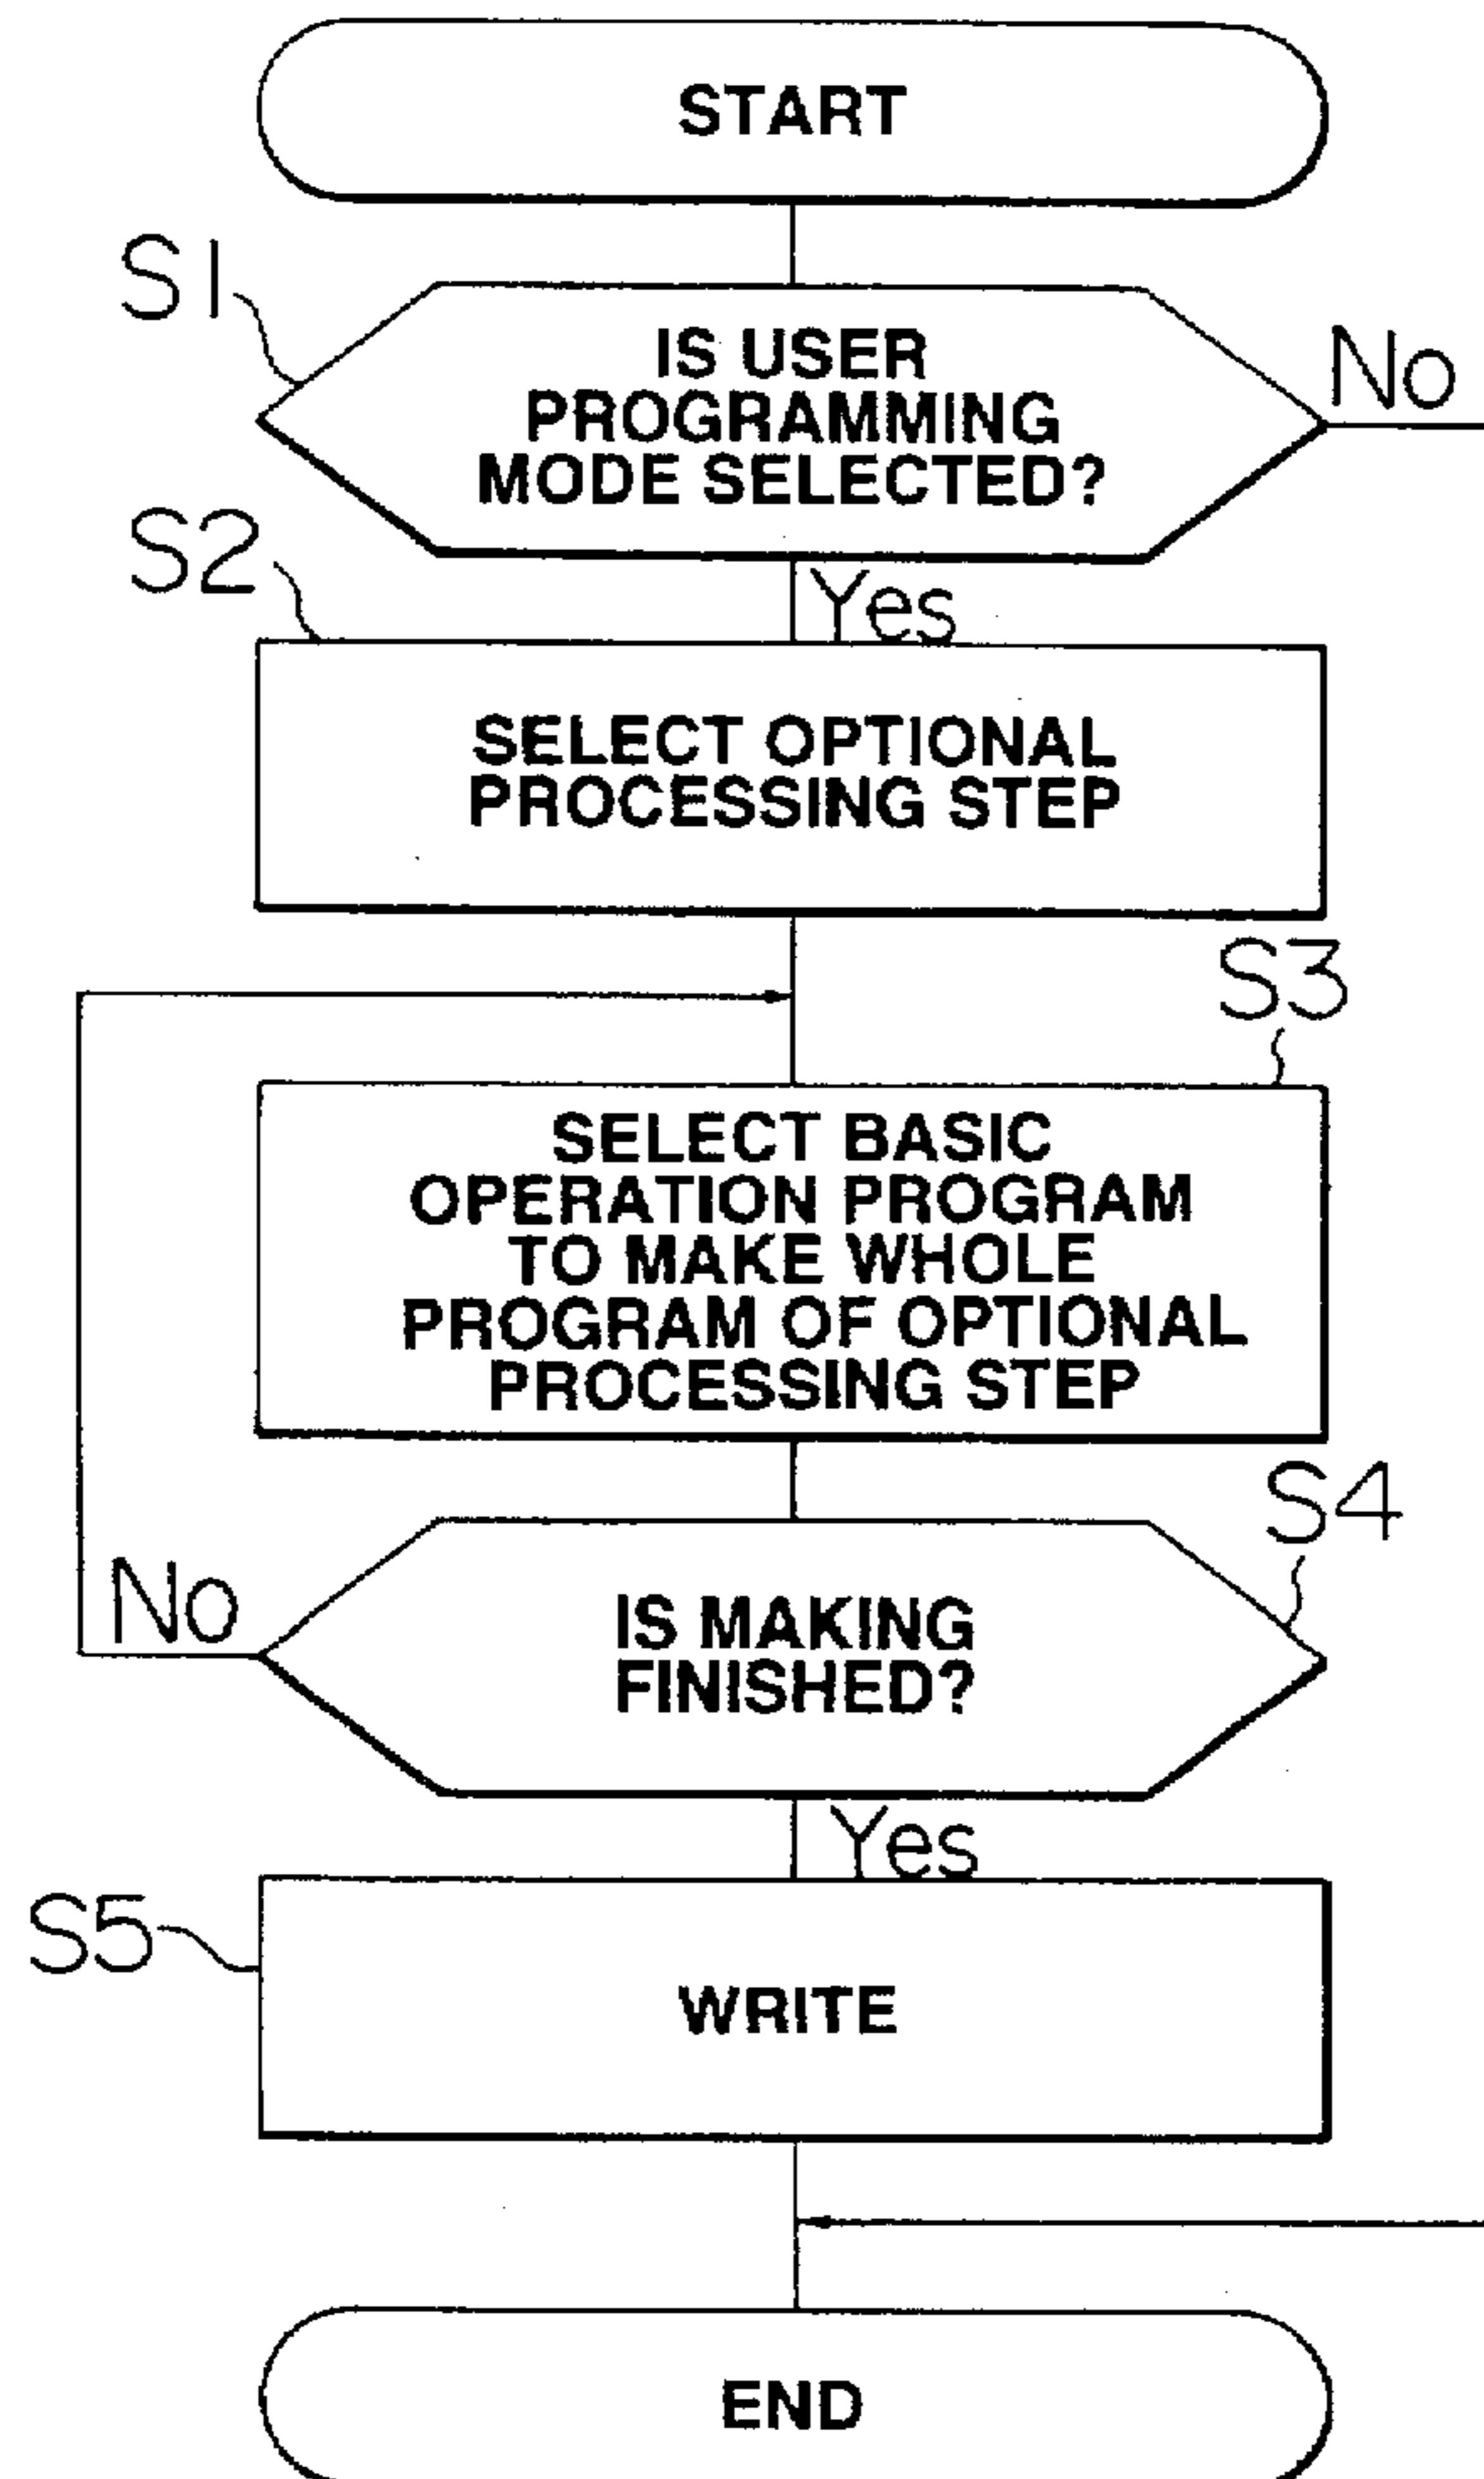 START
S1
IS USER
PROGRAMMING
MODE SELECTED?
No
Yes
S2
SELECT OPTIONAL
PROCESSING STEP
S3
SELECT BASIC
OPERATION PROGRAM
TO MAKE WHOLE
PROGRAM OF OPTIONAL
PROCESSING STEP
S4
IS MAKING
FINISHED?
No
Yes
S5
WRITE
END